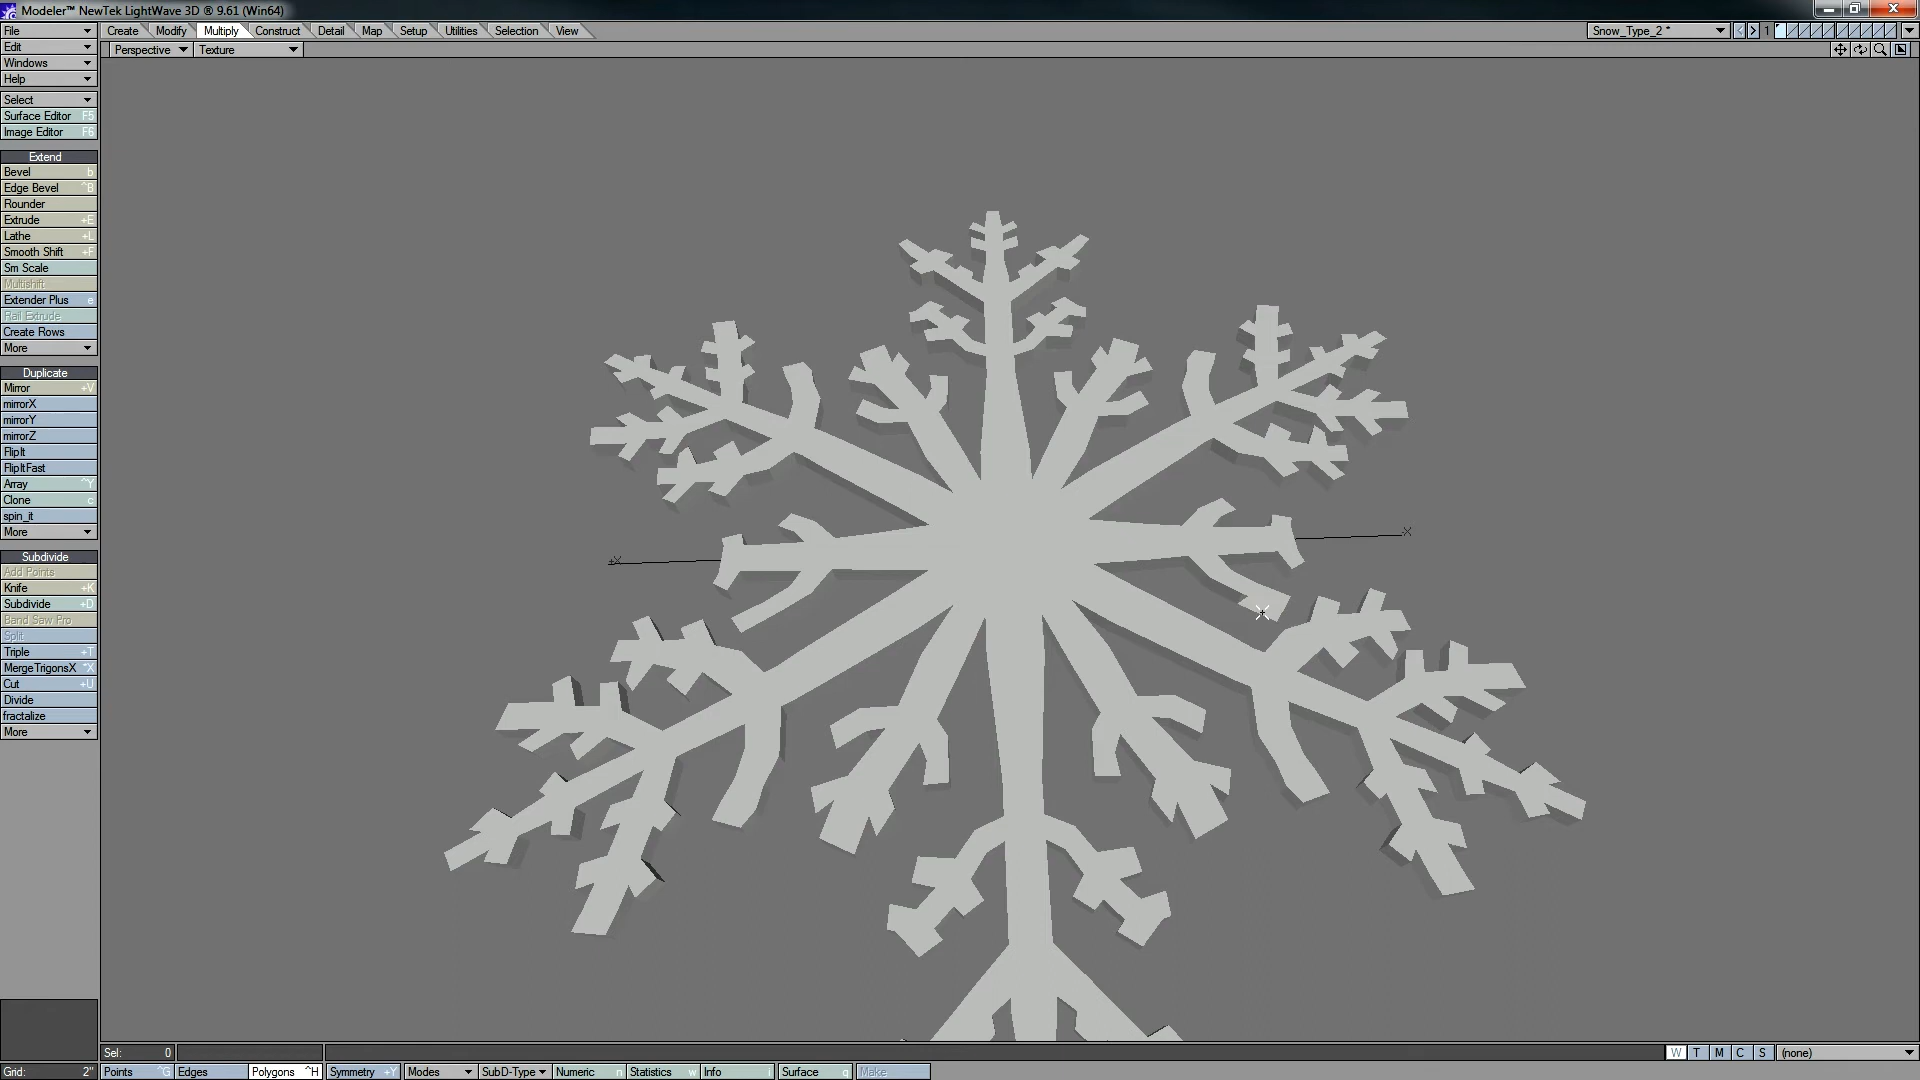 Modeler™ NewTek LightWave 3D ® 9.61 (Win64)
File Create Modify Multiply Construct Detail Map Setup Utilities Selection View Snow_Type_2 * 1
Edit Perspective Texture
Windows
Help
Select
Surface Editor F5
Image Editor F6
Extend
Bevel b
Edge Bevel ^B
Rounder
Extrude +E
Lathe +L
Smooth Shift +F
Sm Scale
Multishift
Extender Plus e
Rail Extrude
Create Rows
More
Duplicate
Mirror +V
mirrorX
mirrorY
mirrorZ
FlipIt
FlipItFast
Array ^Y
Clone c
spin_it
More
Subdivide
Add Points
Knife +K
Subdivide +D
Band Saw Pro
Split
Triple +T
MergeTrigonsX ^X
Cut +U
Divide
fractalize
More
+X X
Sel: 0 W T M C S (none)
Grid: 2" Points ^G Edges Polygons ^H Symmetry +Y Modes SubD-Type Numeric n Statistics w Info i Surface q Make